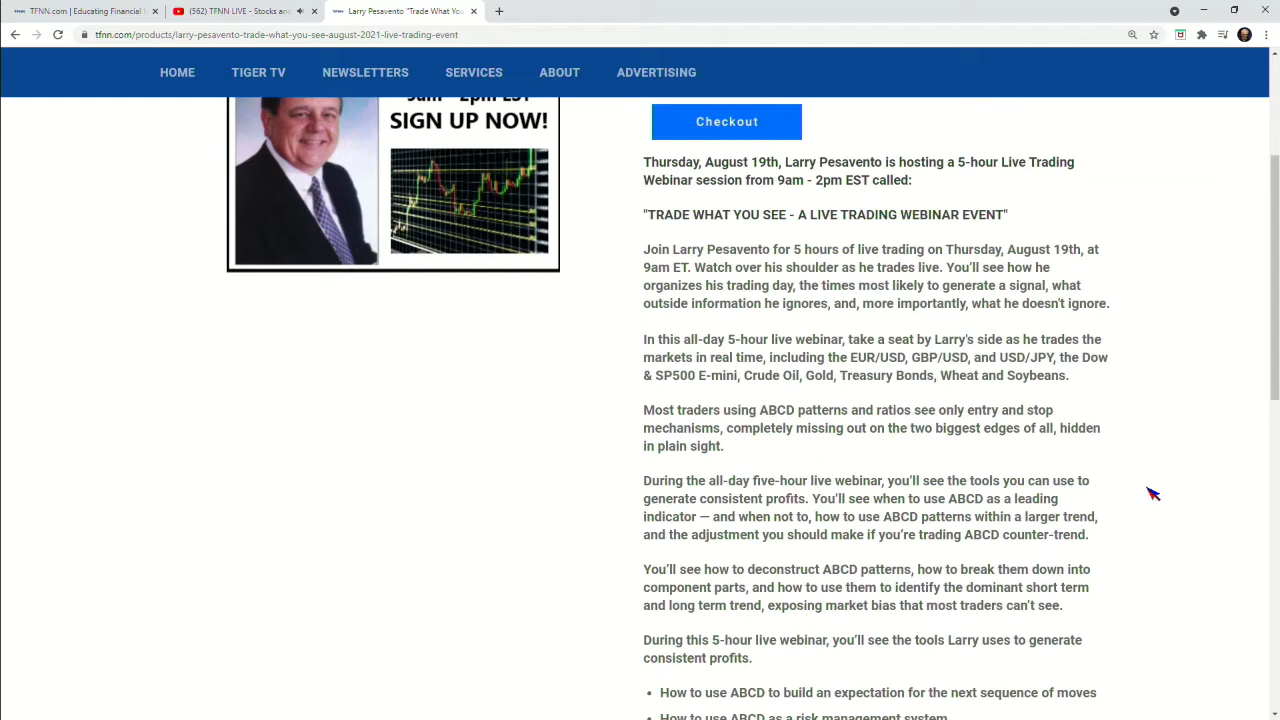 TFNN.com | Educating Financial
(562) TFNN LIVE - Stocks an
Larry Pesavento "Trade What You
tfnn.com/products/larry-pesavento-trade-what-you-see-august-2021-live-trading-event
HOME TIGER TV NEWSLETTERS SERVICES ABOUT ADVERTISING
9am - 2pm EST
SIGN UP NOW!
Checkout
Thursday, August 19th, Larry Pesavento is hosting a 5-hour Live Trading
Webinar session from 9am - 2pm EST called:
"TRADE WHAT YOU SEE - A LIVE TRADING WEBINAR EVENT"
Join Larry Pesavento for 5 hours of live trading on Thursday, August 19th, at
9am ET. Watch over his shoulder as he trades live. You’ll see how he
organizes his trading day, the times most likely to generate a signal, what
outside information he ignores, and, more importantly, what he doesn't ignore.
In this all-day 5-hour live webinar, take a seat by Larry's side as he trades the
markets in real time, including the EUR/USD, GBP/USD, and USD/JPY, the Dow
& SP500 E-mini, Crude Oil, Gold, Treasury Bonds, Wheat and Soybeans.
Most traders using ABCD patterns and ratios see only entry and stop
mechanisms, completely missing out on the two biggest edges of all, hidden
in plain sight.
During the all-day five-hour live webinar, you’ll see the tools you can use to
generate consistent profits. You’ll see when to use ABCD as a leading
indicator — and when not to, how to use ABCD patterns within a larger trend,
and the adjustment you should make if you’re trading ABCD counter-trend.
You’ll see how to deconstruct ABCD patterns, how to break them down into
component parts, and how to use them to identify the dominant short term
and long term trend, exposing market bias that most traders can’t see.
During this 5-hour live webinar, you’ll see the tools Larry uses to generate
consistent profits.
• How to use ABCD to build an expectation for the next sequence of moves
• How to use ABCD as a risk management system